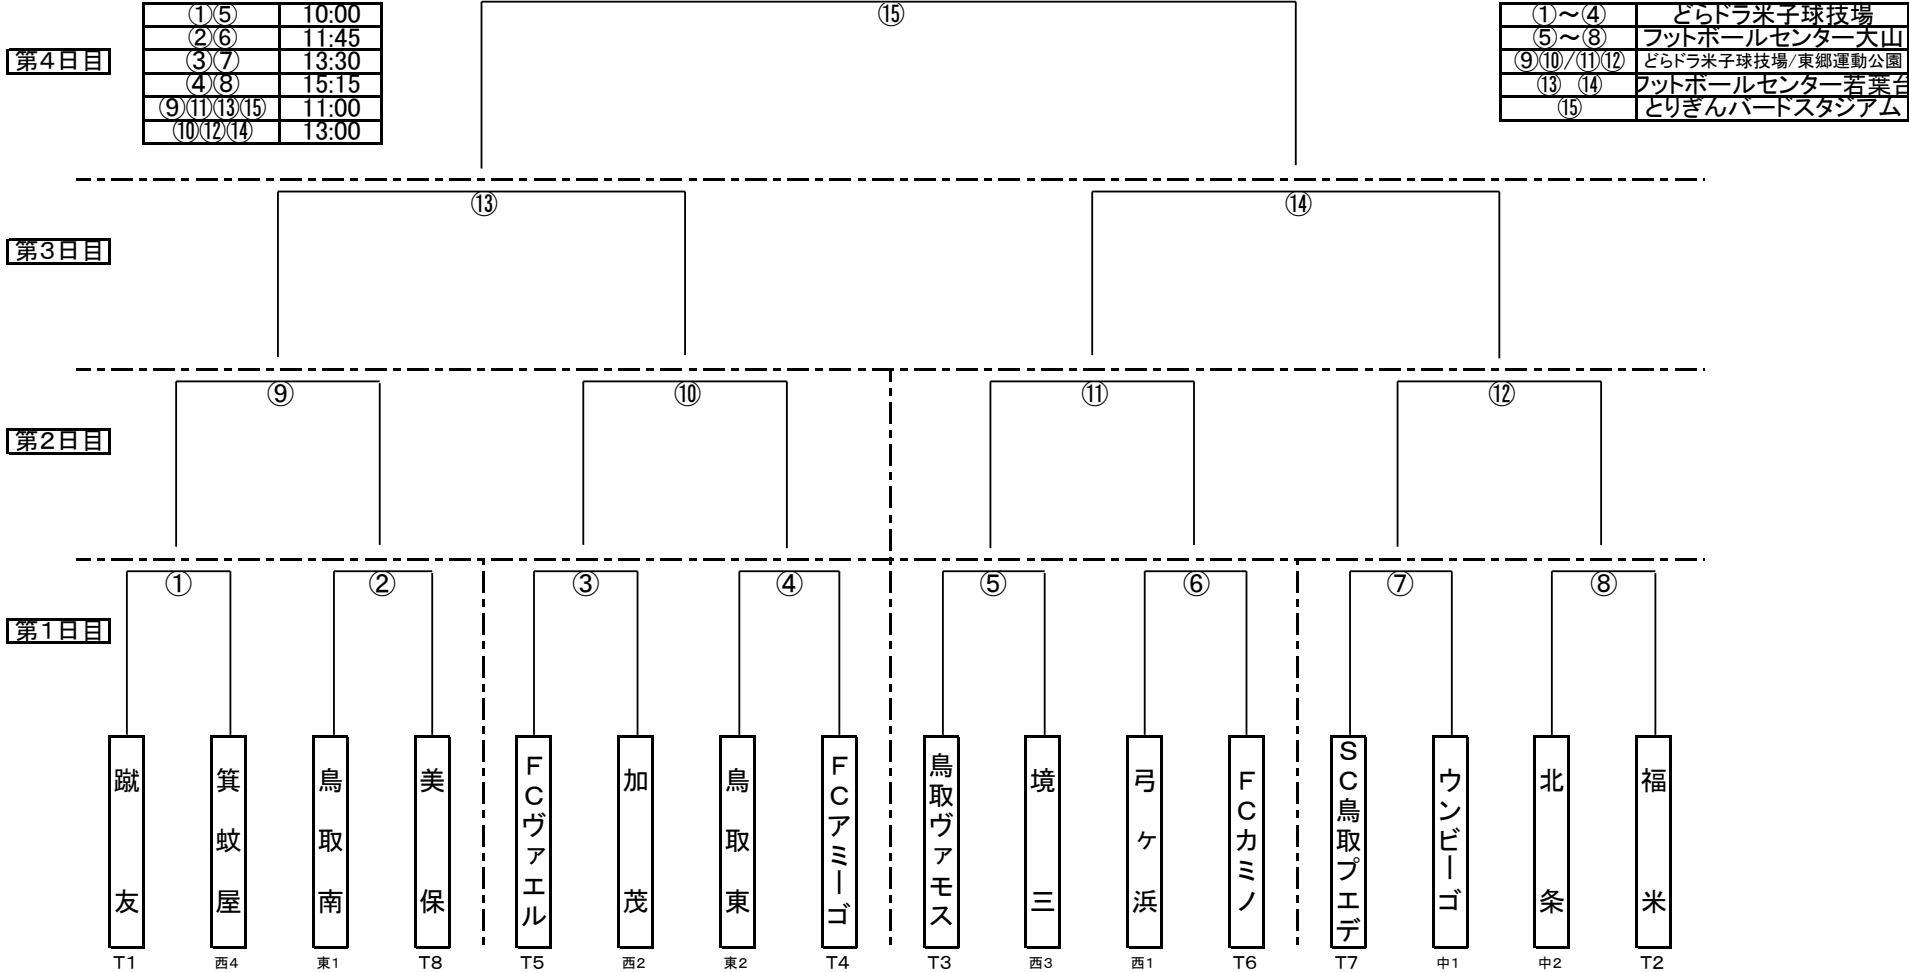 ①⑤ 10:00
②⑥ 11:45
③⑦ 13:30
④⑧ 15:15
⑨⑪⑬⑮ 11:00
⑩⑫⑭ 13:00
⑮
①～④ どらドラ米子球技場
⑤～⑧ フットボールセンター大山
⑨⑩/⑪⑫ どらドラ米子球技場/東郷運動公園
⑬ ⑭ フットボールセンター若葉台
⑮ とりぎんバードスタジアム
第4日目
⑬ ⑭
第3日目
⑨ ⑩ ⑪ ⑫
第2日目
① ② ③ ④ ⑤ ⑥ ⑦ ⑧
第1日目
蹴友
箕蚊屋
鳥取南
美保
FCヴァエル
加茂
鳥取東
FCアミーゴ
鳥取ヴァモス
境三
弓ヶ浜
FCカミノ
SC鳥取プエデ
ウンビーゴ
北条
福米
T1 西4 東1 T8 T5 西2 東2 T4 T3 西3 西1 T6 T7 中1 中2 T2